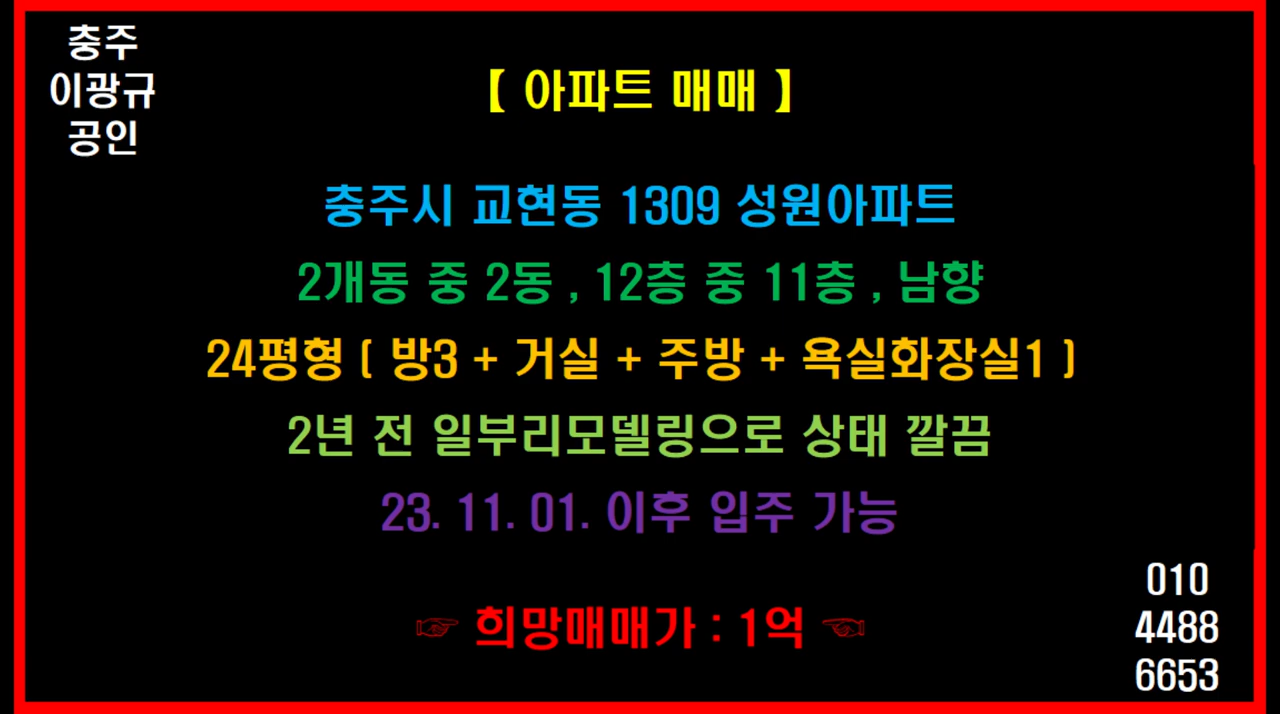 충주
이광규
공인
【 아파트 매매 】
충주시 교현동 1309 성원아파트
2개동 중 2동 , 12층 중 11층 , 남향
24평형 ( 방3 + 거실 + 주방 + 욕실화장실1 )
2년 전 일부리모델링으로 상태 깔끔
23. 11. 01. 이후 입주 가능
☞ 희망매매가 : 1억 ☜
010
4488
6653